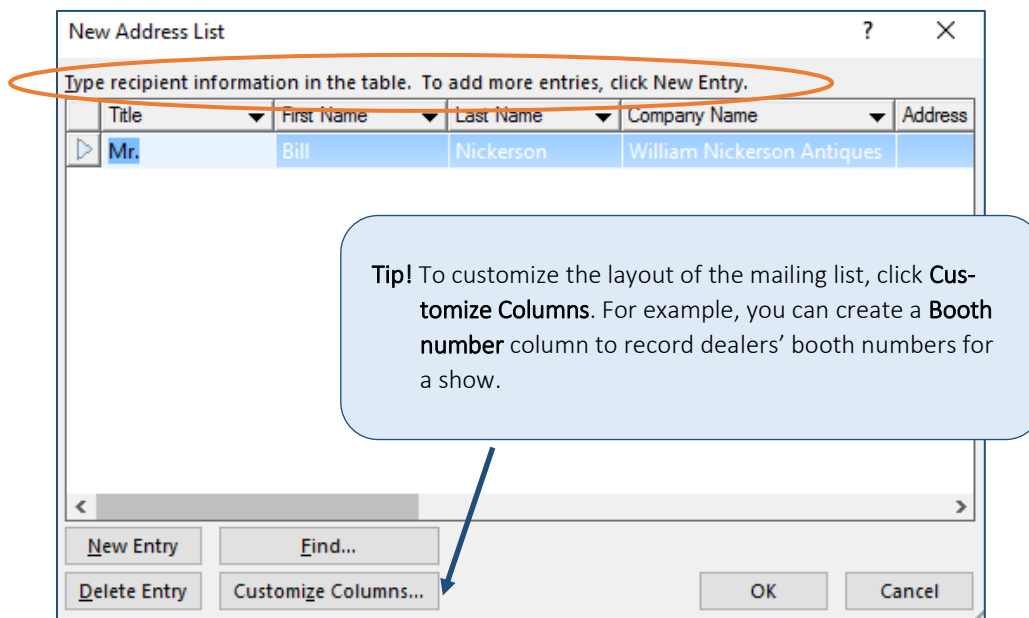 New Address List ? X
Type recipient information in the table. To add more entries, click New Entry.
Title First Name Last Name Company Name Address
Mr. Bill Nickerson William Nickerson Antiques
Tip! To customize the layout of the mailing list, click Cus-
tomize Columns. For example, you can create a Booth
number column to record dealers’ booth numbers for
a show.
New Entry Find...
Delete Entry Customize Columns... OK Cancel